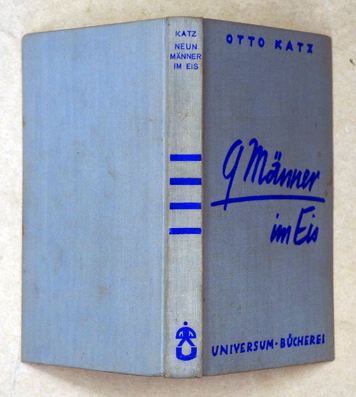 KATZ
NEUN
MÄNNER
IM EIS
OTTO KATZ
9 Männer
im Eis
UNIVERSUM-BÜCHEREI